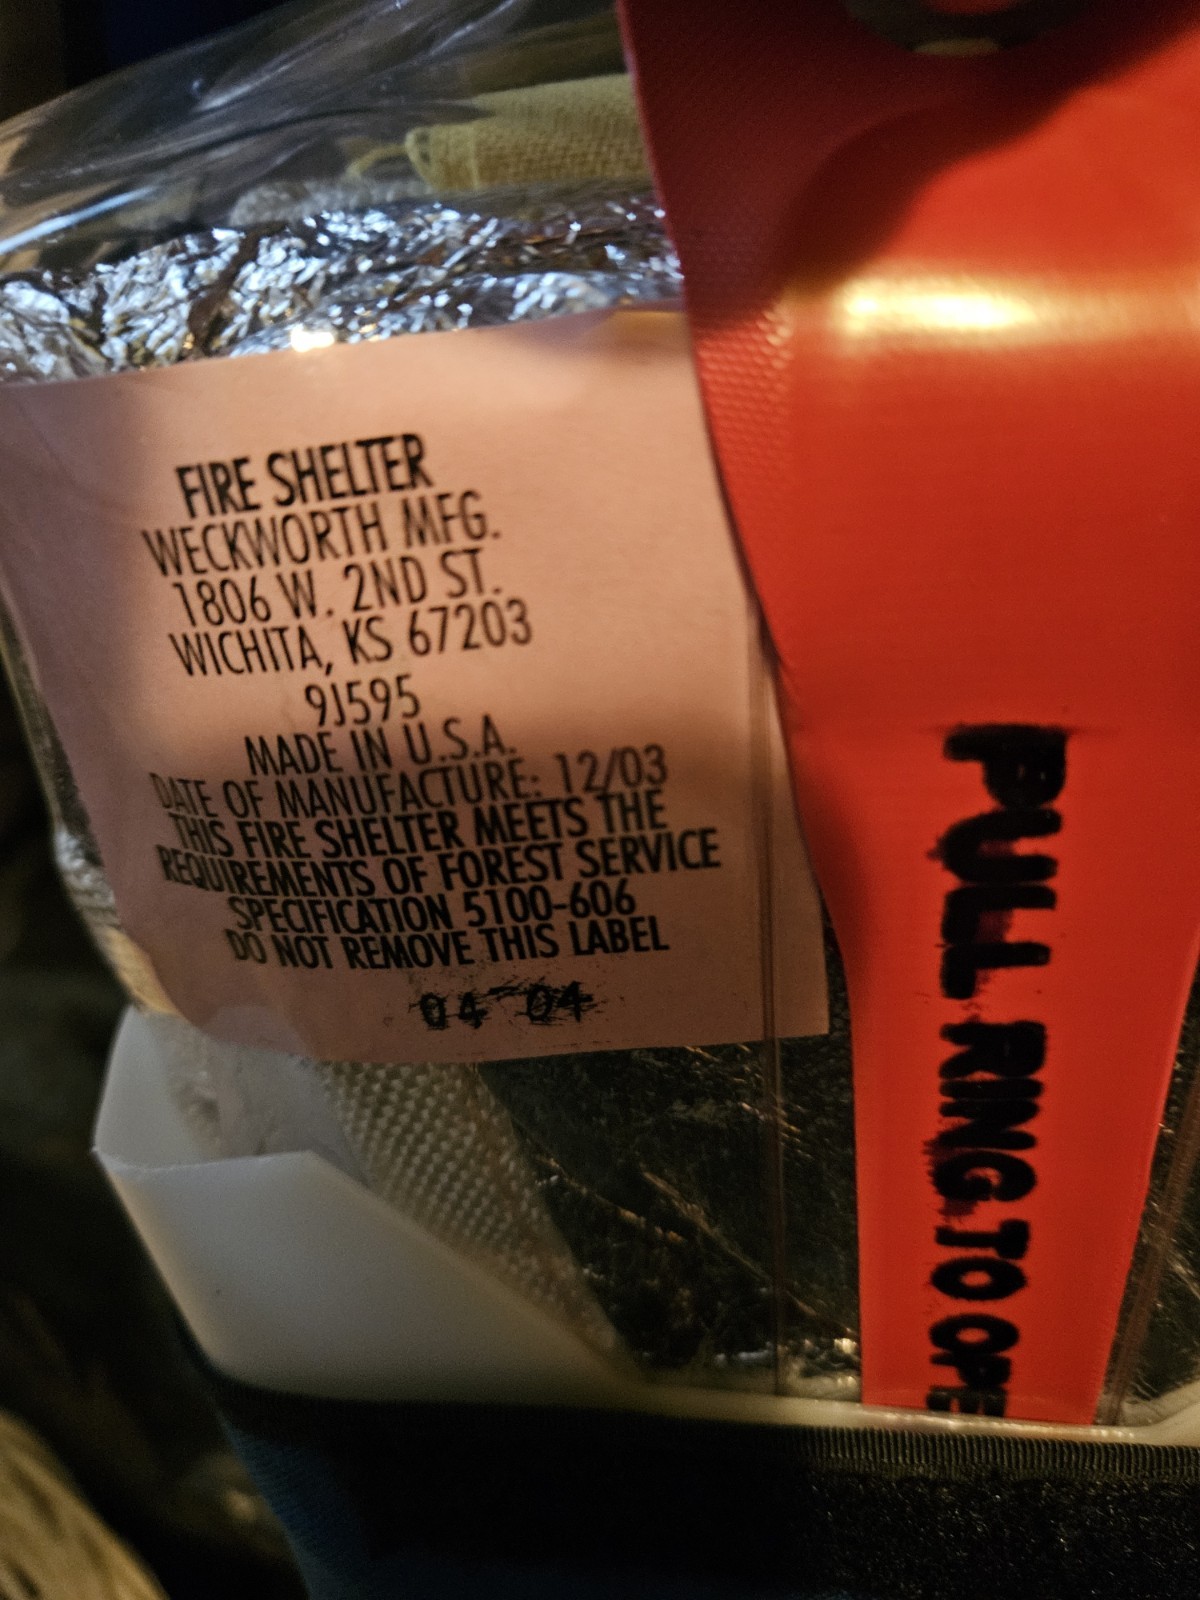 FIRE SHELTER
WECKWORTH MFG.
1806 W. 2ND ST.
WICHITA, KS 67203
9J595
MADE IN U.S.A.
DATE OF MANUFACTURE: 12/03
THIS FIRE SHELTER MEETS THE
REQUIREMENTS OF FOREST SERVICE
SPECIFICATION 5100-606
DO NOT REMOVE THIS LABEL
04 04
PULL RING TO OPE